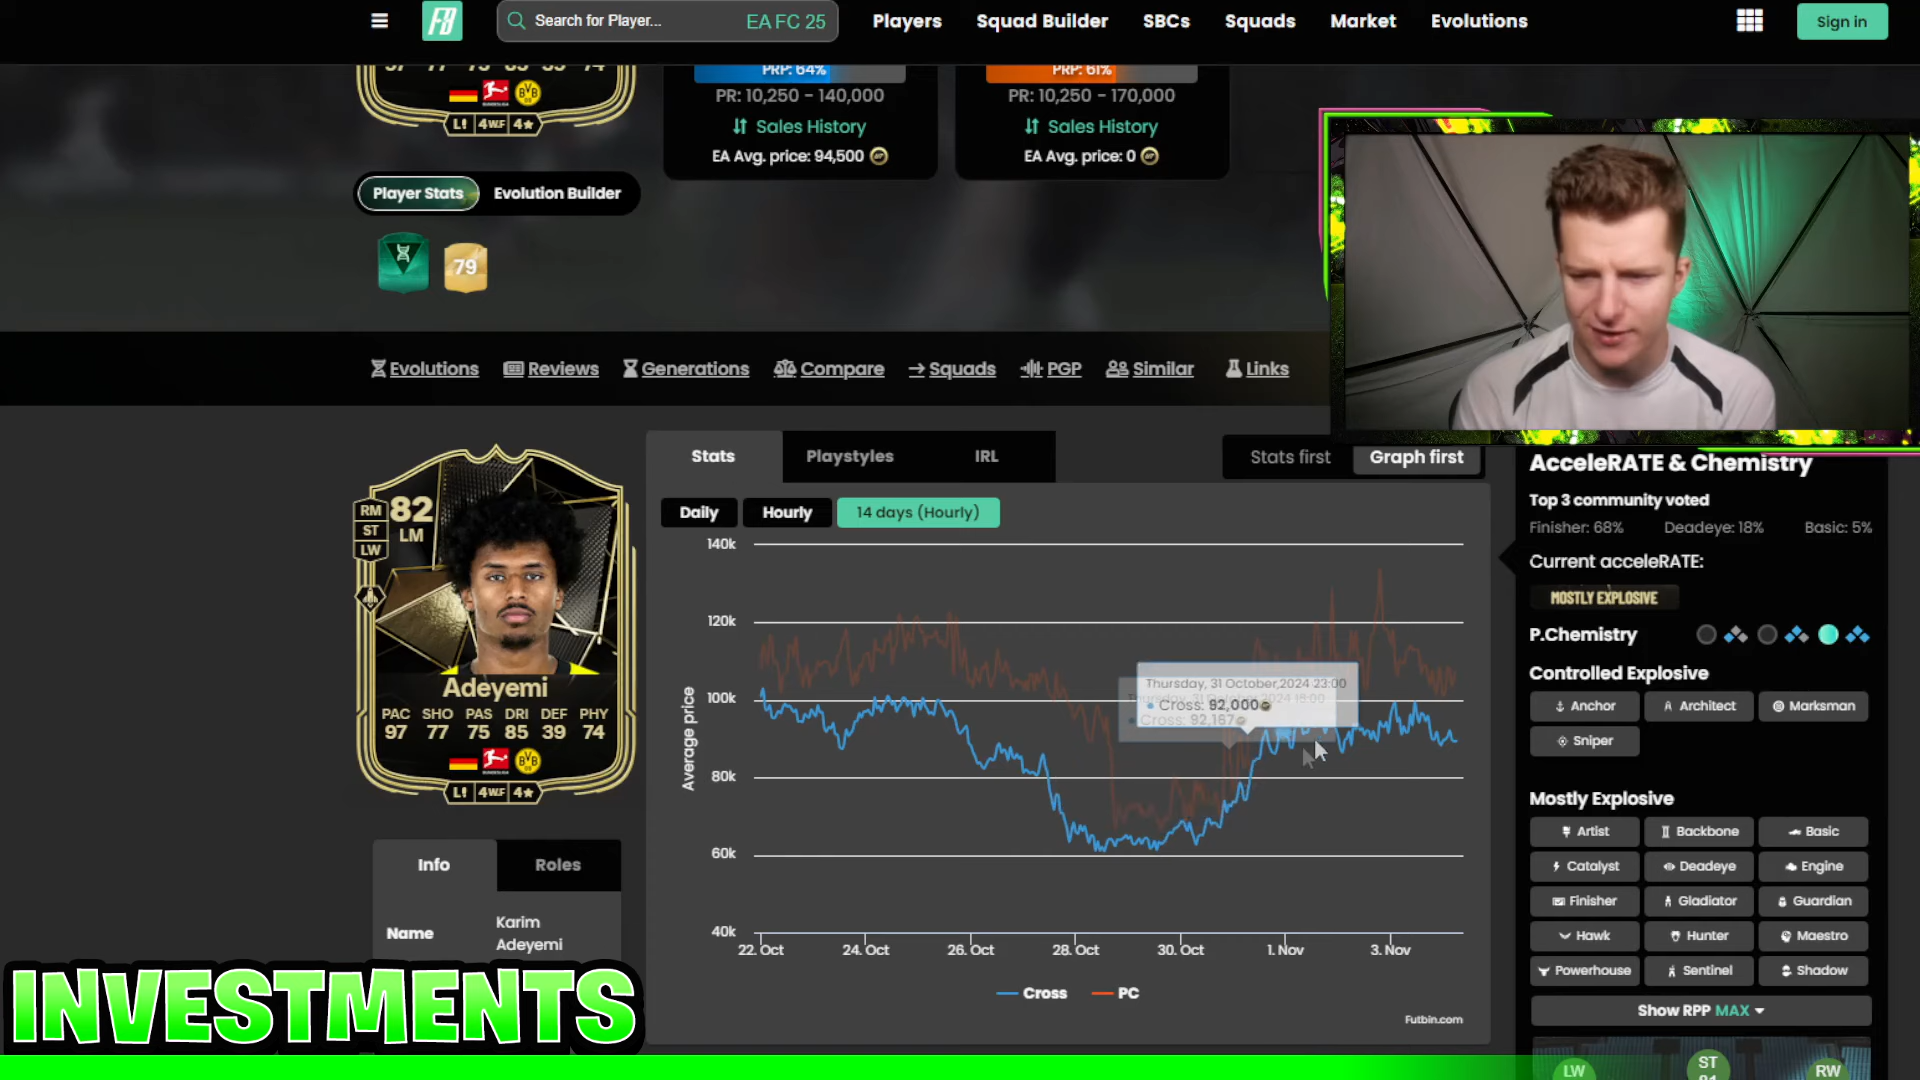 Search for Player... EA FC 25
Players Squad Builder SBCs Squads Market Evolutions Sign in
PRP: 64%
PR: 10,250 - 140,000
Sales History
EA Avg. price: 94,500
PRP: 61%
PR: 10,250 - 170,000
Sales History
EA Avg. price: 0
4 W.F 4★
Player Stats Evolution Builder
79
Evolutions Reviews Generations Compare Squads PGP Similar Links
82
LM
RM
ST
LW
Adeyemi
PAC SHO PAS DRI DEF PHY
97 77 75 85 39 74
4 W.F 4★
Info Roles
Name Karim
Adeyemi
INVESTMENTS
Stats Playstyles IRL Stats first Graph first
Daily Hourly 14 days (Hourly)
Average price
140k
120k
100k
80k
60k
40k
Thursday, 31 October,2024 23:00
Cross: 92,000
Cross: 92,167
22. Oct 24. Oct 26. Oct 28. Oct 30. Oct 1. Nov 3. Nov
Cross PC
Futbin.com
AcceleRATE & Chemistry
Top 3 community voted
Finisher: 68% Deadeye: 18% Basic: 5%
Current acceleRATE:
MOSTLY EXPLOSIVE
P.Chemistry
Controlled Explosive
Anchor Architect Marksman
Sniper
Mostly Explosive
Artist Backbone Basic
Catalyst Deadeye Engine
Finisher Gladiator Guardian
Hawk Hunter Maestro
Powerhouse Sentinel Shadow
Show RPP MAX
LW ST RW